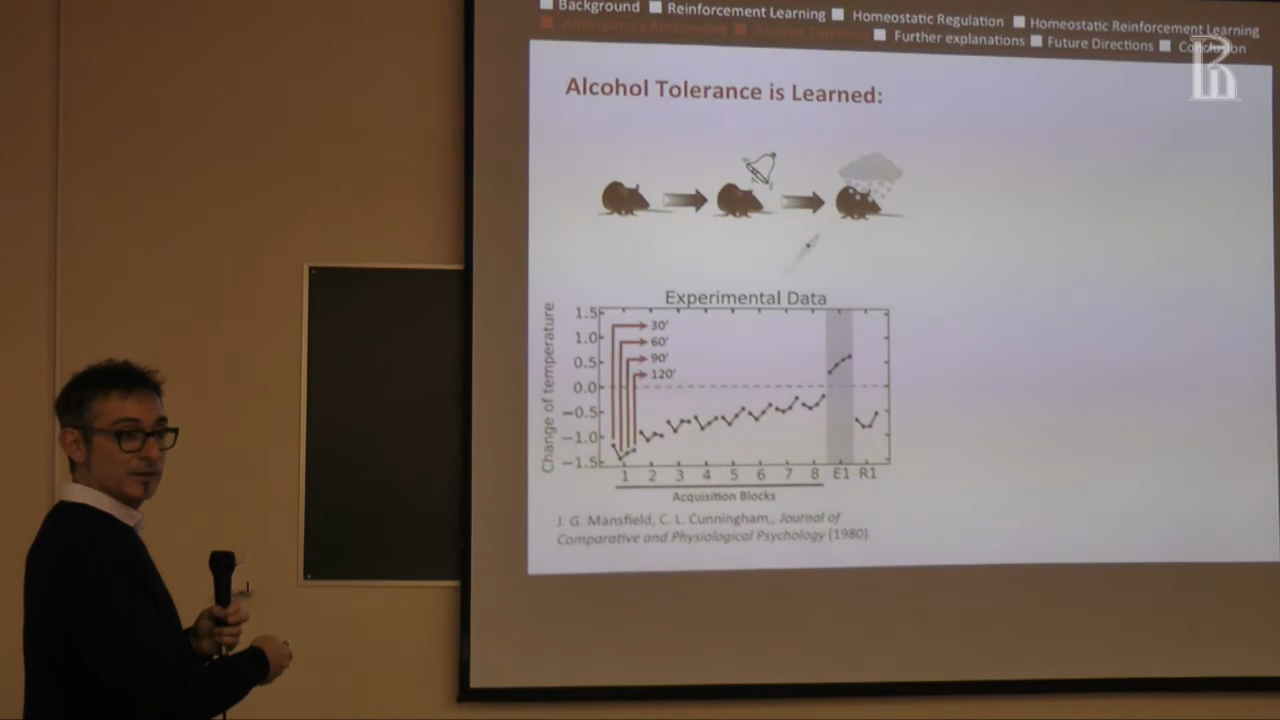 Background Reinforcement Learning Homeostatic Regulation Homeostatic Reinforcement Learning
Anticipatory Responding Further explanations Future Directions Conclusion
Alcohol Tolerance is Learned:
Experimental Data
Change of temperature
1.5
1.0
0.5
0.0
−0.5
−1.0
−1.5
30'
60'
90'
120'
1 2 3 4 5 6 7 8 E1 R1
Acquisition Blocks
J. G. Mansfield, C. L. Cunningham,, Journal of
Comparative and Physiological Psychology (1980).